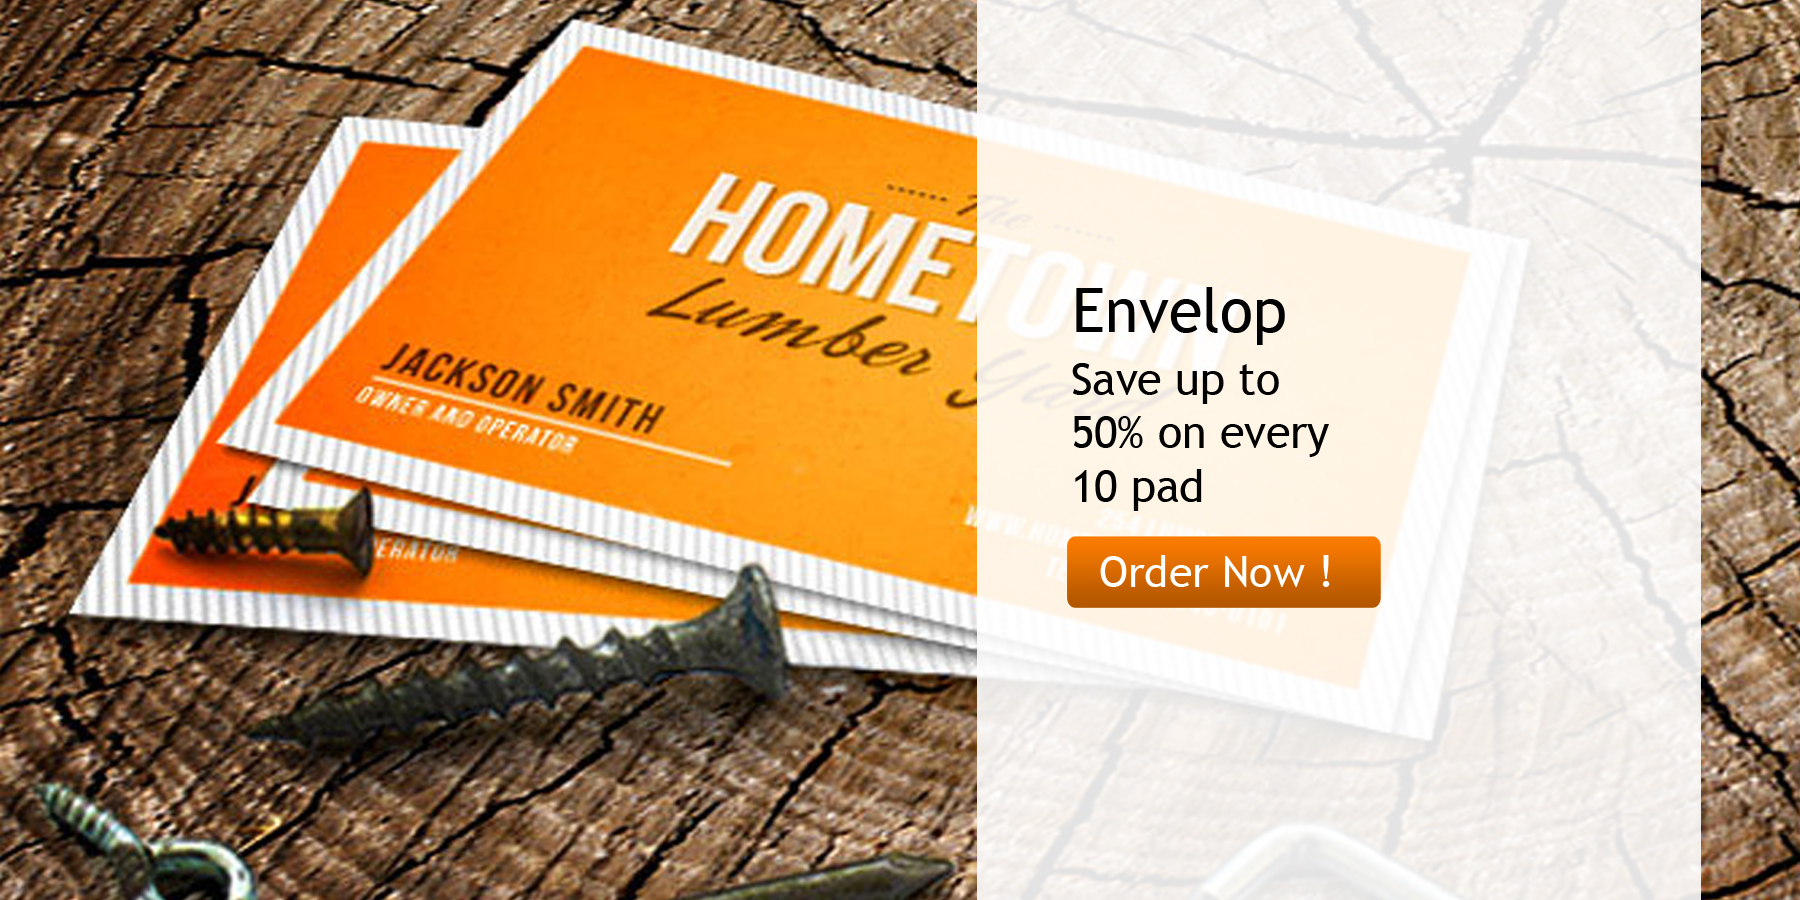 The
HOMETOWN
Lumber Yard
JACKSON SMITH
OWNER AND OPERATOR
ERATOR
Envelop
Save up to
50% on every
10 pad
Order Now !